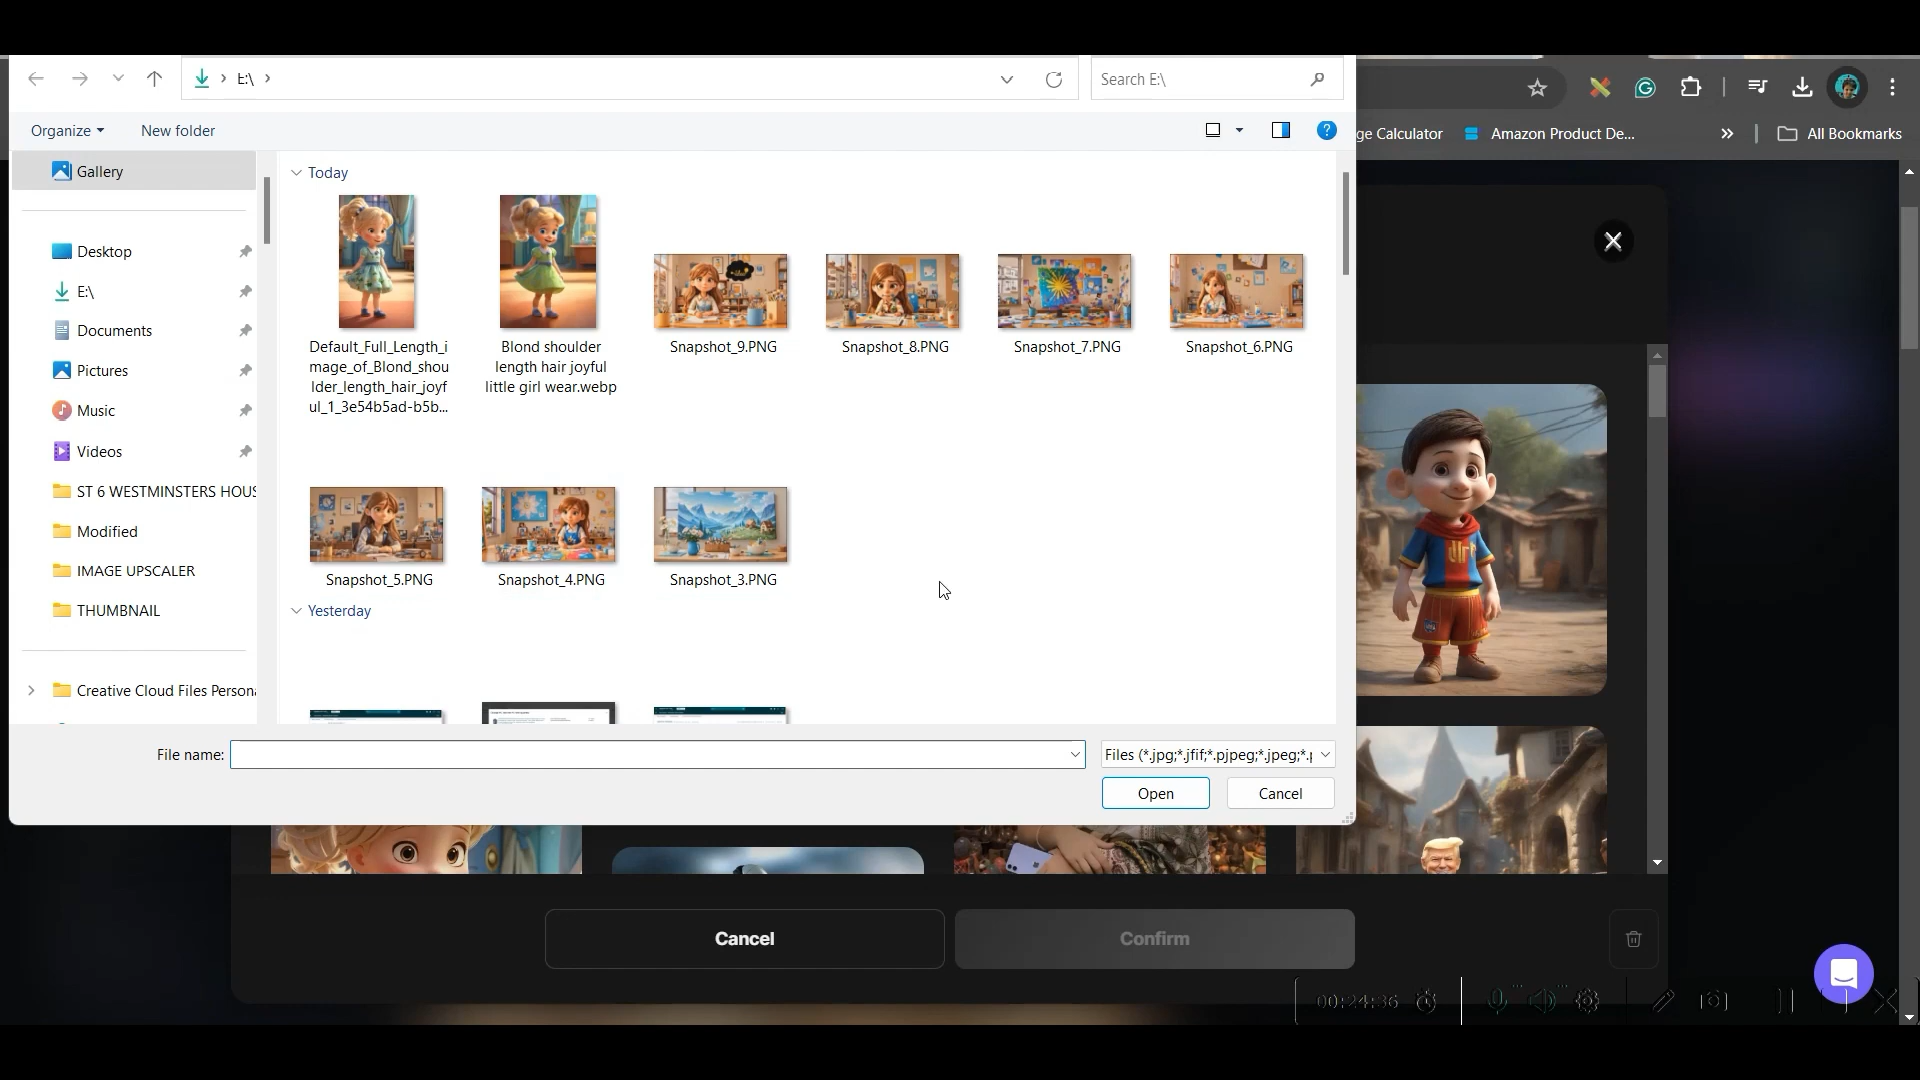 E:\
Search E:\
Organize
New folder
ge Calculator
Amazon Product De...
All Bookmarks
Gallery
Today
Desktop
E:\
Documents
Pictures
Music
Videos
ST 6 WESTMINSTERS HOUS
Modified
IMAGE UPSCALER
THUMBNAIL
Creative Cloud Files Persona
Default_Full_Length_i
mage_of_Blond_shou
lder_length_hair_joyf
ul_1_3e54b5ad-b5b...
Blond shoulder
length hair joyful
little girl wear.webp
Snapshot_9.PNG
Snapshot_8.PNG
Snapshot_7.PNG
Snapshot_6.PNG
Snapshot_5.PNG
Snapshot_4.PNG
Snapshot_3.PNG
Yesterday
File name:
Files (*.jpg;*.jfif;*.pjpeg;*.jpeg;*.p
Open
Cancel
Cancel
Confirm
00:24:36